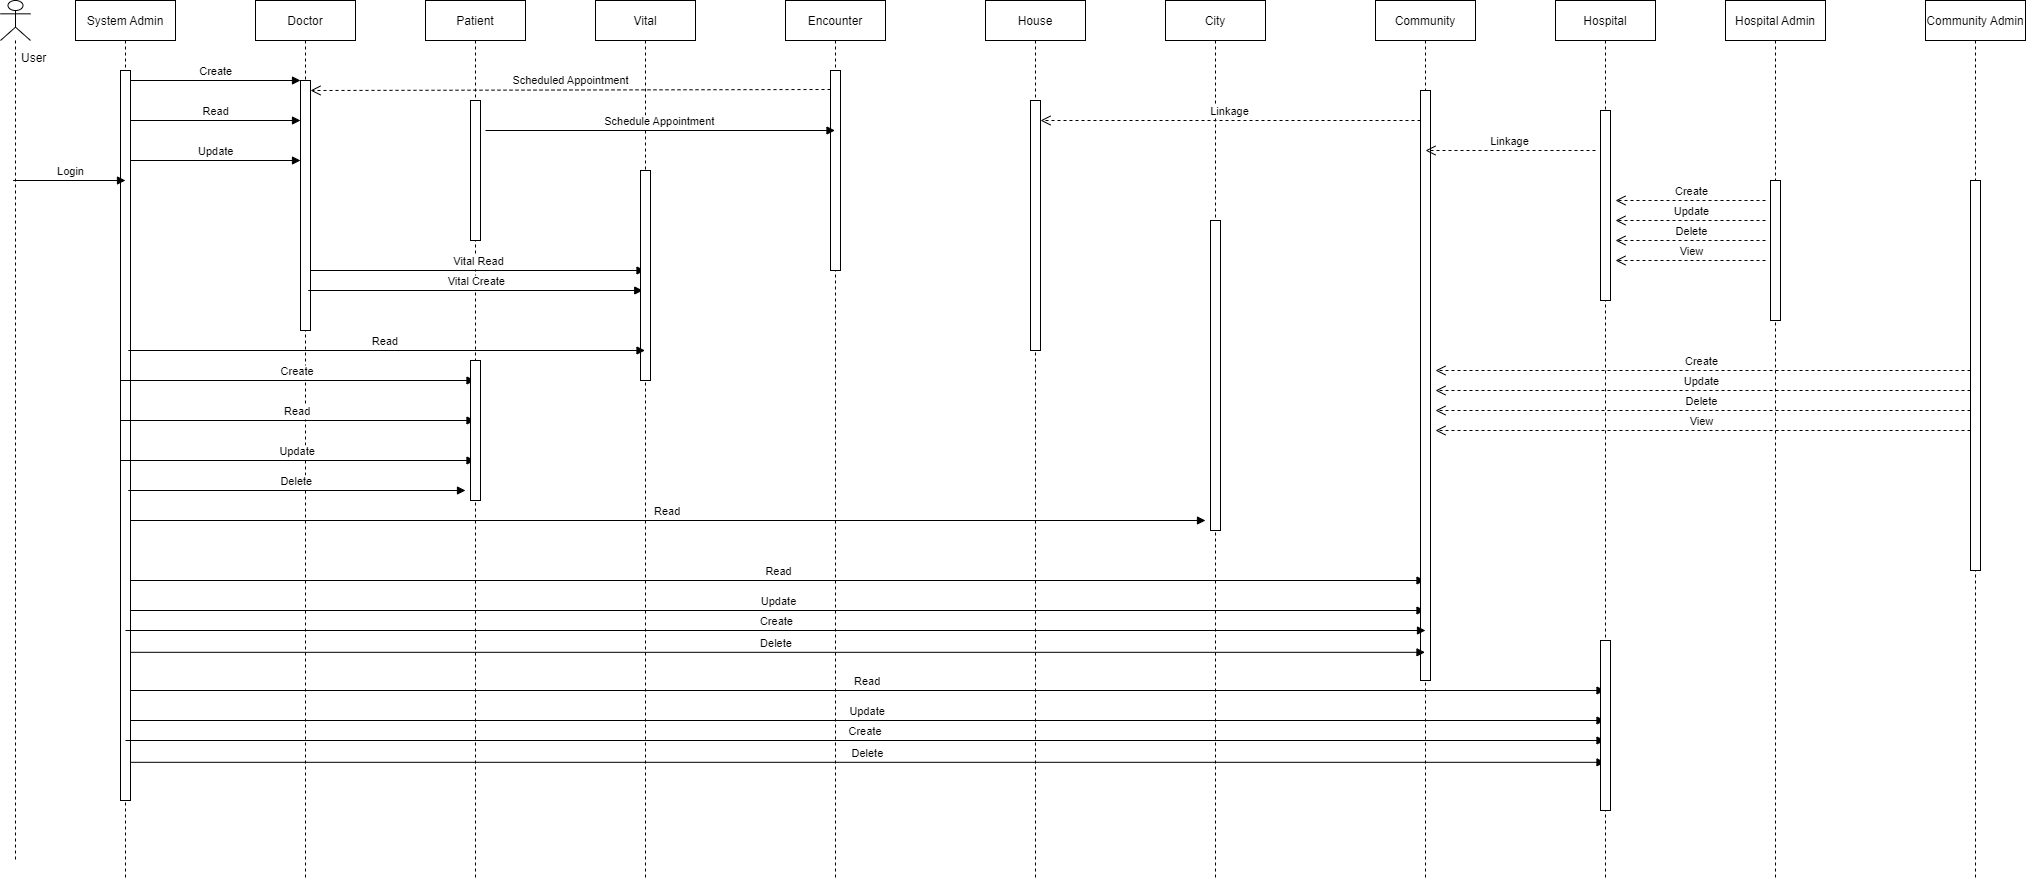 System Admin
Doctor
Patient
Vital
Encounter
House
City
Community
Hospital
Hospital Admin
Community Admin
User
Create
Scheduled Appointment
Read
Schedule Appointment
Linkage
Linkage
Update
Login
Create
Update
Delete
View
Vital Read
Vital Create
Read
Create
Create
Update
Delete
View
Read
Update
Delete
Read
Read
Update
Create
Delete
Read
Update
Create
Delete